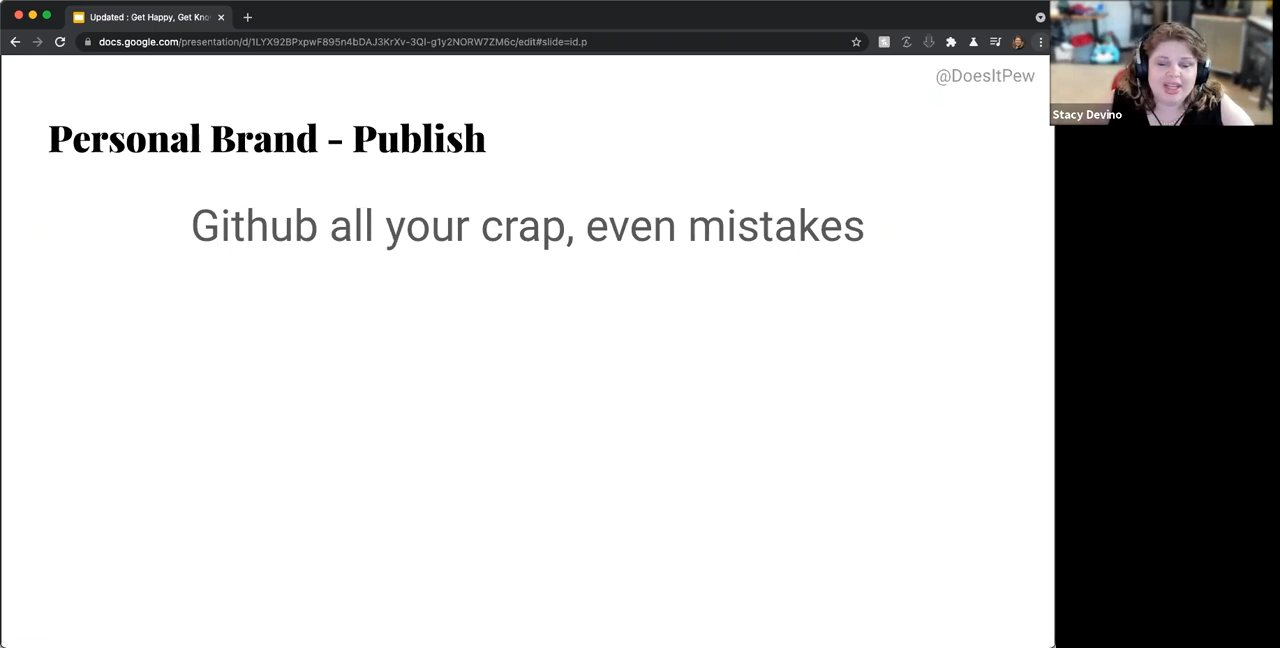 Updated : Get Happy, Get Kno
docs.google.com/presentation/d/1LYX92BPxpwF895n4bDAJ3KrXv-3QI-g1y2NORW7ZM6c/edit#slide=id.p
@DoesItPew
Stacy Devino
Personal Brand - Publish
Github all your crap, even mistakes